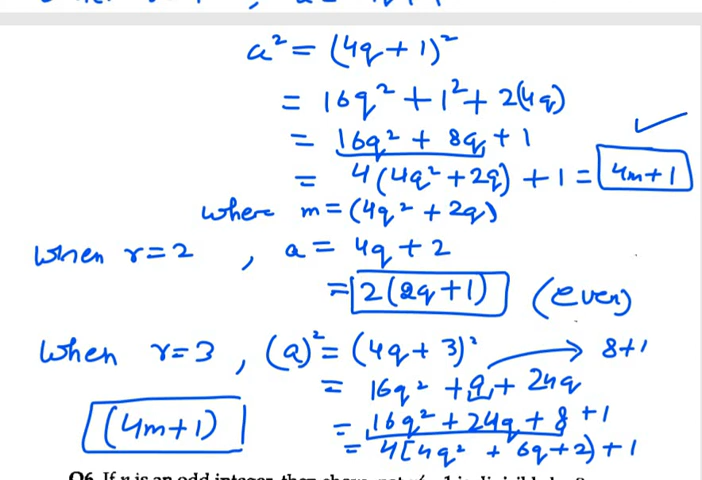 a² = (4q + 1)²
= 16q² + 1² + 2(4q)
= 16q² + 8q + 1
= 4(4q² + 2q) + 1 = 4m+1
where m = (4q² + 2q)
When r=2 , a = 4q + 2
= 2(2q+1) (even)
When r=3 , (a)² = (4q + 3)² → 8+1
= 16q² + 9 + 24q
(4m+1) = 16q² + 24q + 8 +1
= 4[4q² + 6q+2) + 1